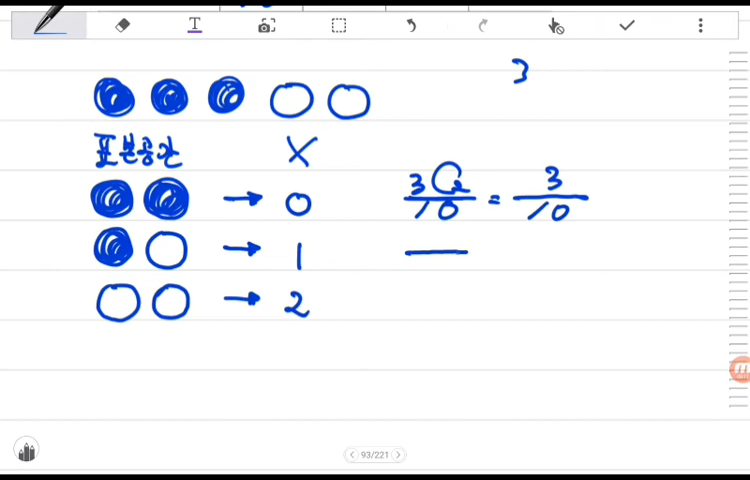 3
표본공간 X
→ 0 3C2/10 = 3/10
→ 1
→ 2
93/221